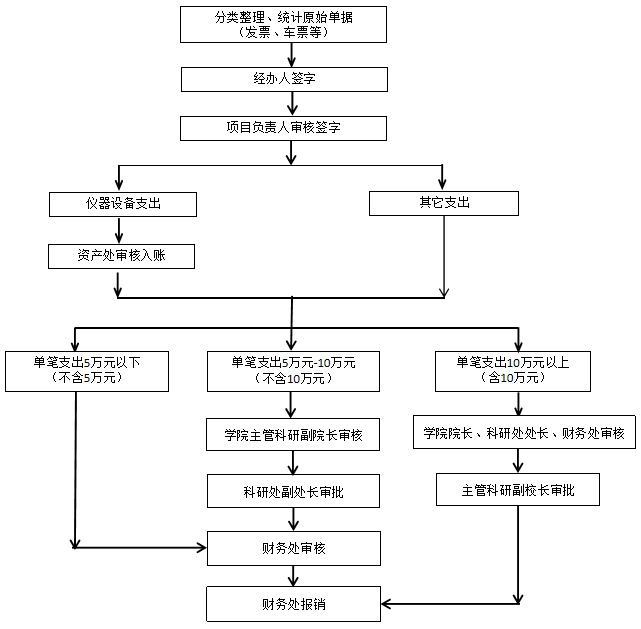 分类整理、统计原始单据
（发票、车票等）
经办人签字
项目负责人审核签字
仪器设备支出
其它支出
资产处审核入账
单笔支出5万元以下
（不含5万元）
单笔支出5万元-10万元
（不含10万元）
单笔支出10万元以上
（含10万元）
学院主管科研副院长审核
学院院长、科研处处长、财务处审核
科研处副处长审批
主管科研副校长审批
财务处审核
财务处报销